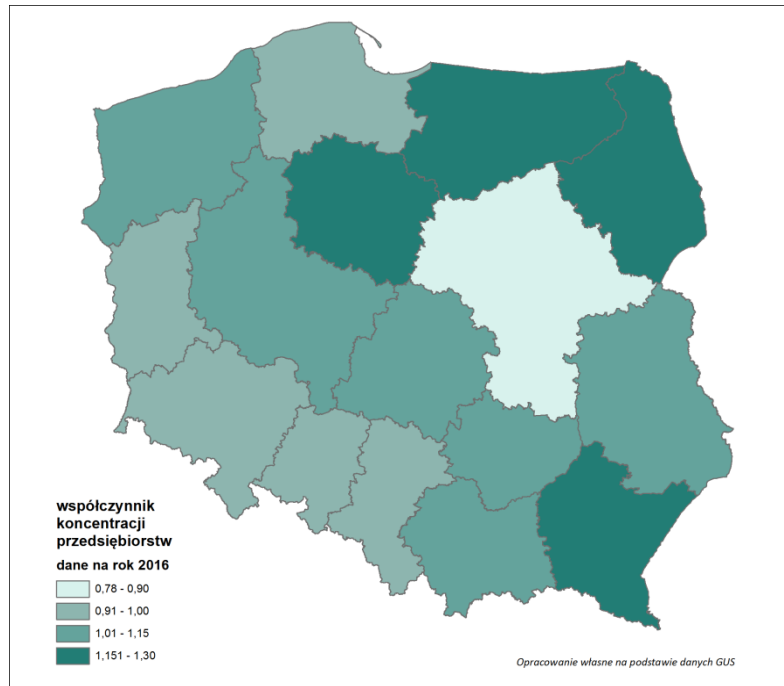 współczynnik
koncentracji
przedsiębiorstw
dane na rok 2016
0,78 - 0,90
0,91 - 1,00
1,01 - 1,15
1,151 - 1,30
Opracowanie własne na podstawie danych GUS